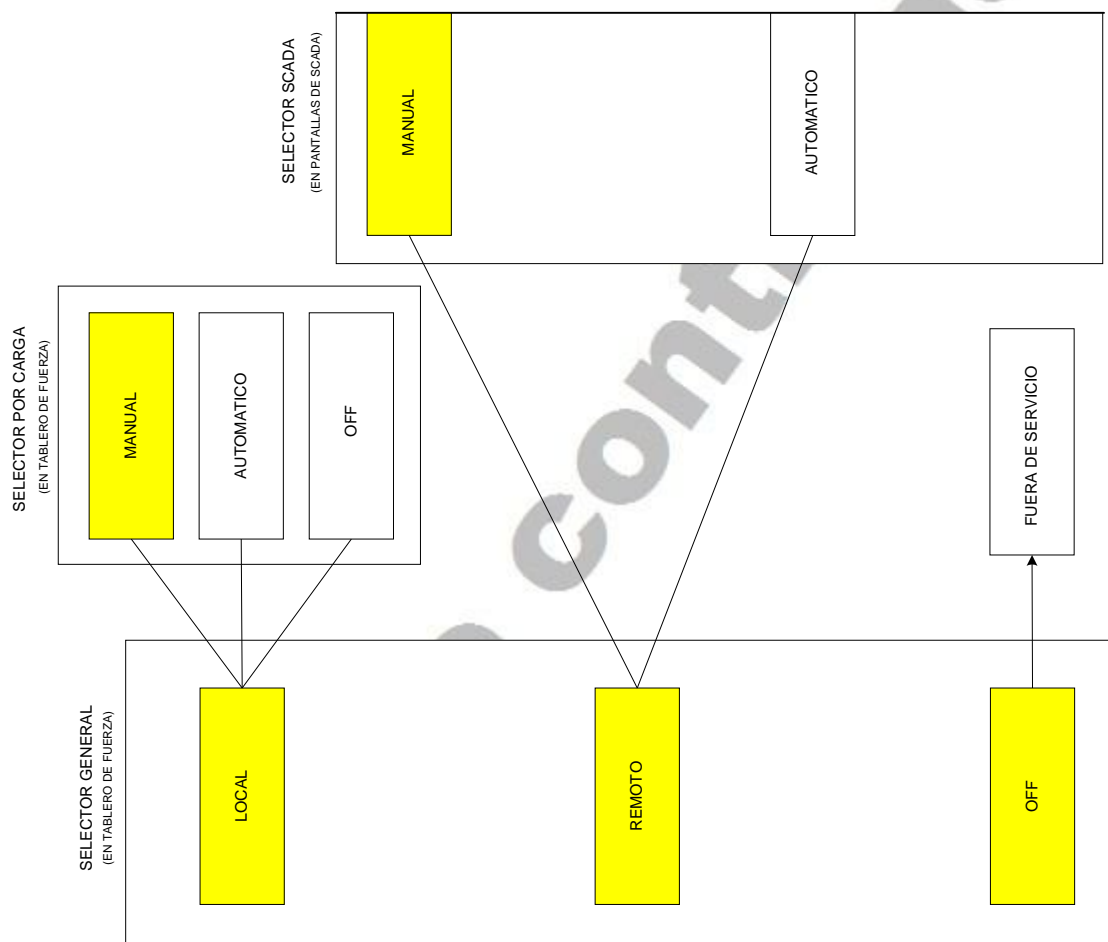 SELECTOR GENERAL
(EN TABLERO DE FUERZA)
LOCAL
REMOTO
OFF
SELECTOR POR CARGA
(EN TABLERO DE FUERZA)
MANUAL
AUTOMATICO
OFF
FUERA DE SERVICIO
SELECTOR SCADA
(EN PANTALLAS DE SCADA)
MANUAL
AUTOMATICO